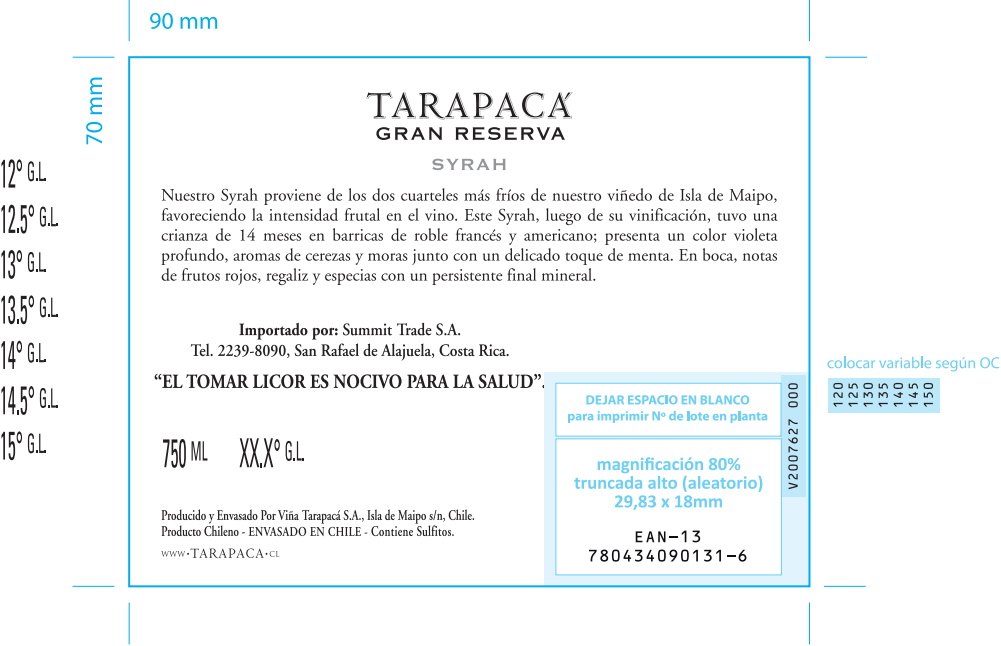 90 mm
70 mm
TARAPACÁ
GRAN RESERVA
SYRAH
Nuestro Syrah proviene de los dos cuarteles más fríos de nuestro viñedo de Isla de Maipo,
favoreciendo la intensidad frutal en el vino. Este Syrah, luego de su vinificación, tuvo una
crianza de 14 meses en barricas de roble francés y americano; presenta un color violeta
profundo, aromas de cerezas y moras junto con un delicado toque de menta. En boca, notas
de frutos rojos, regaliz y especias con un persistente final mineral.
Importado por: Summit Trade S.A.
Tel. 2239-8090, San Rafael de Alajuela, Costa Rica.
“EL TOMAR LICOR ES NOCIVO PARA LA SALUD”.
750 ML XX.X° G.L.
Producido y Envasado Por Viña Tarapacá S.A., Isla de Maipo s/n, Chile.
Producto Chileno - ENVASADO EN CHILE - Contiene Sulfitos.
WWW·TARAPACA·CL
DEJAR ESPACIO EN BLANCO
para imprimir Nº de lote en planta
magnificación 80%
truncada alto (aleatorio)
29,83 x 18mm
EAN-13
780434090131-6
V2007627 000
12° G.L.
12.5° G.L.
13° G.L.
13.5° G.L.
14° G.L.
14.5° G.L.
15° G.L.
colocar variable según OC
120
125
130
135
140
145
150